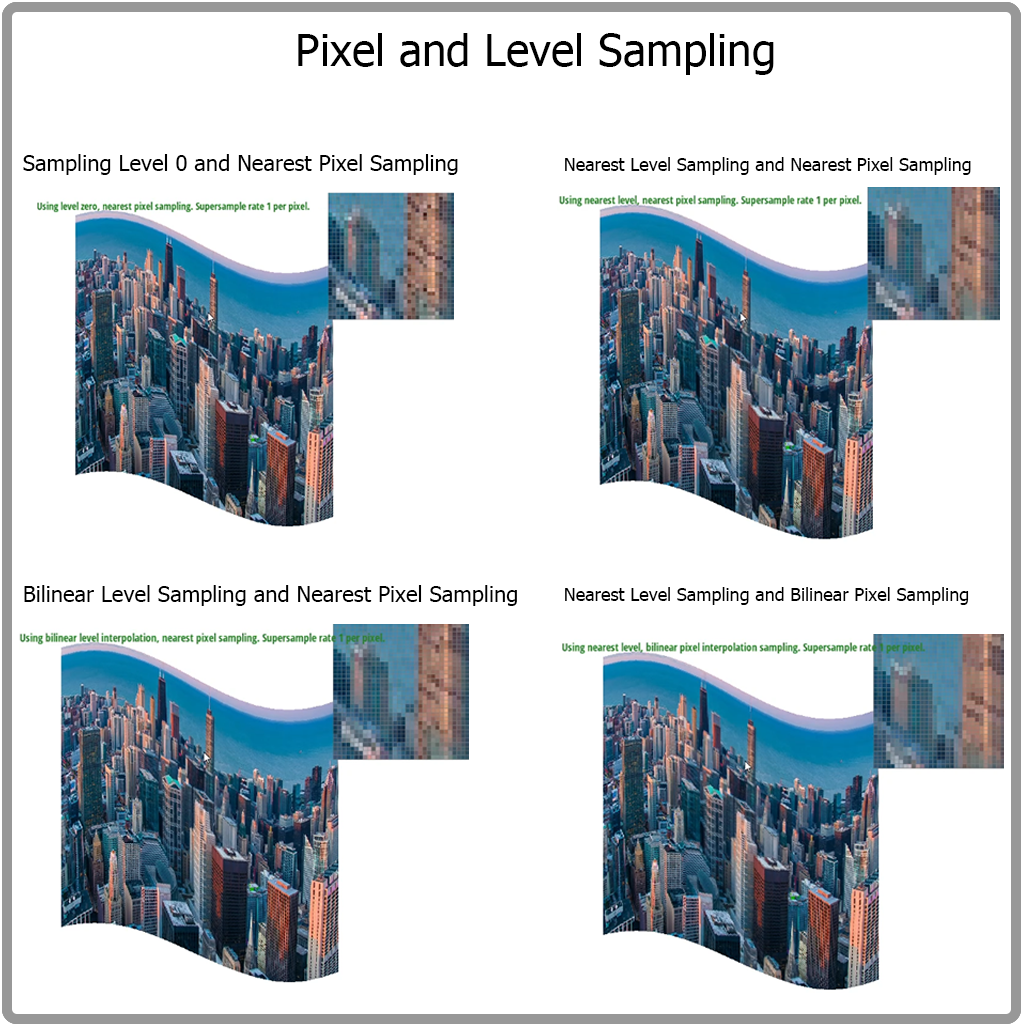 Pixel and Level Sampling
Sampling Level 0 and Nearest Pixel Sampling
Nearest Level Sampling and Nearest Pixel Sampling
Using level zero, nearest pixel sampling. Supersample rate 1 per pixel.
Using nearest level, nearest pixel sampling. Supersample rate 1 per pixel.
Bilinear Level Sampling and Nearest Pixel Sampling
Nearest Level Sampling and Bilinear Pixel Sampling
Using bilinear level interpolation, nearest pixel sampling. Supersample rate 1 per pixel.
Using nearest level, bilinear pixel interpolation sampling. Supersample rate 1 per pixel.